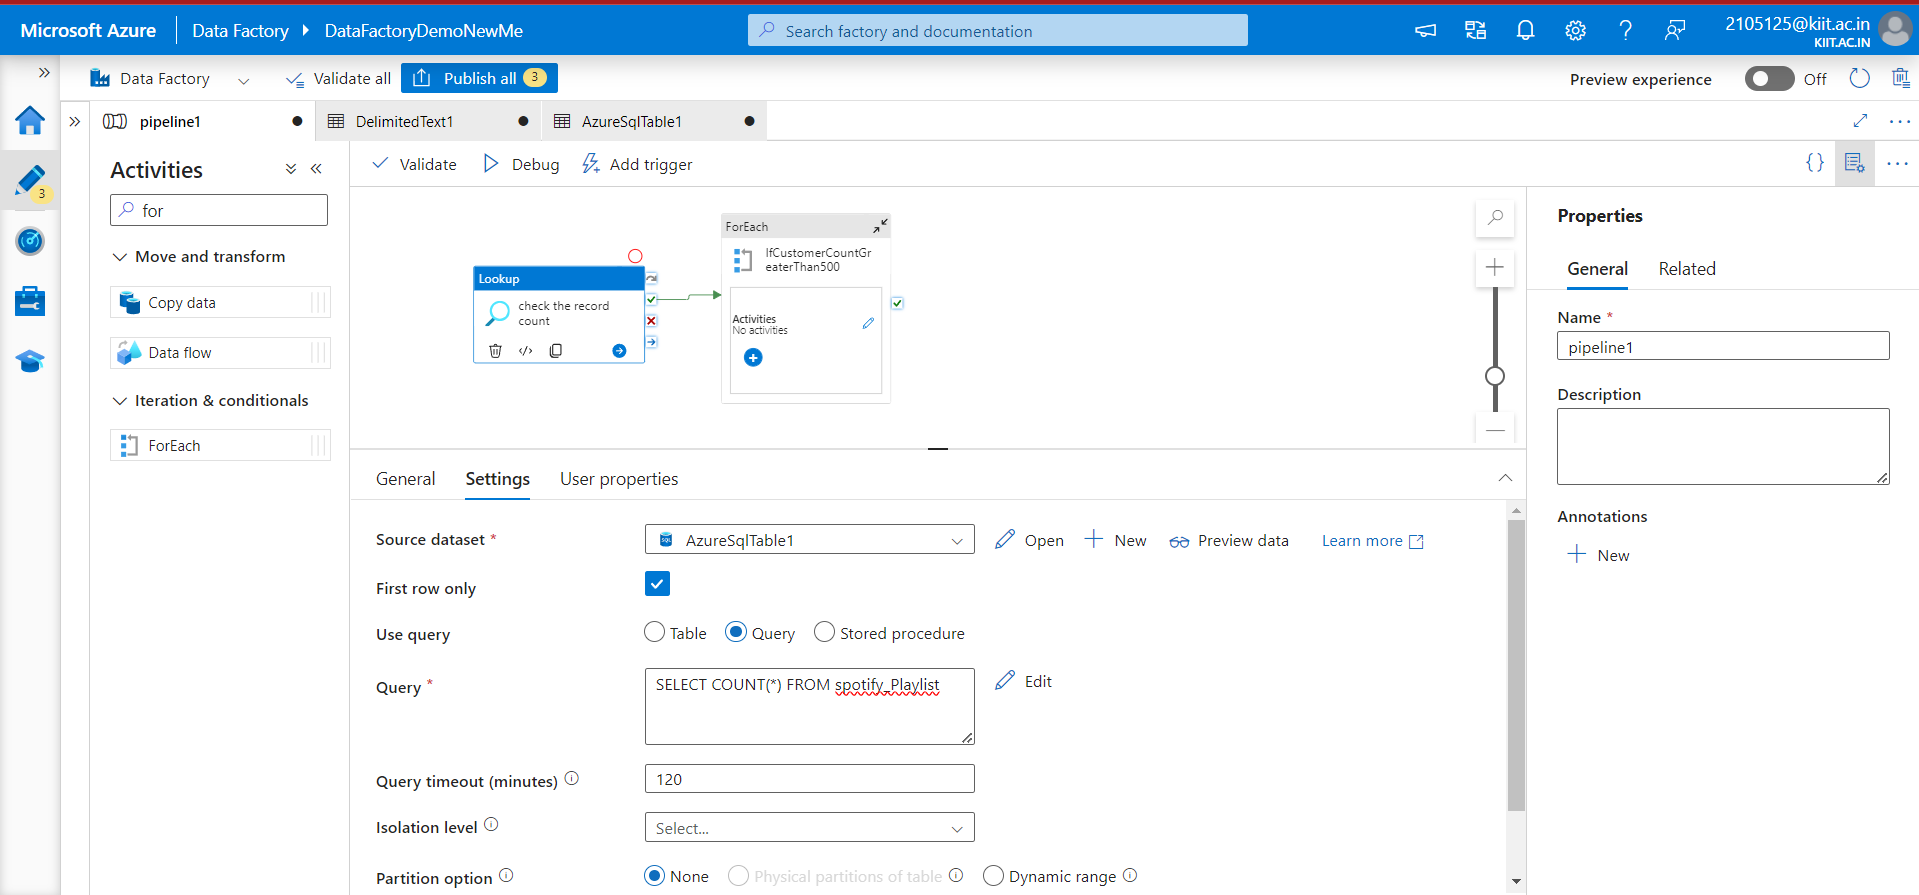 Microsoft Azure
Data Factory
DataFactoryDemoNewMe
Search factory and documentation
2105125@kiit.ac.in
KIIT.AC.IN
Data Factory
Validate all
Publish all
3
Preview experience
Off
pipeline1
DelimitedText1
AzureSqlTable1
3
Activities
for
Move and transform
Copy data
Data flow
Iteration & conditionals
ForEach
Validate
Debug
Add trigger
{}
Lookup
check the record
count
</>
ForEach
IfCustomerCountGr
eaterThan500
Activities
No activities
General
Settings
User properties
Source dataset *
SQL
AzureSqlTable1
Open
New
Preview data
Learn more
First row only
Use query
Table
Query
Stored procedure
Query *
SELECT COUNT(*) FROM spotify_Playlist
Edit
Query timeout (minutes)
120
Isolation level
Select...
Partition option
None
Physical partitions of table
Dynamic range
Properties
General
Related
Name *
pipeline1
Description
Annotations
New